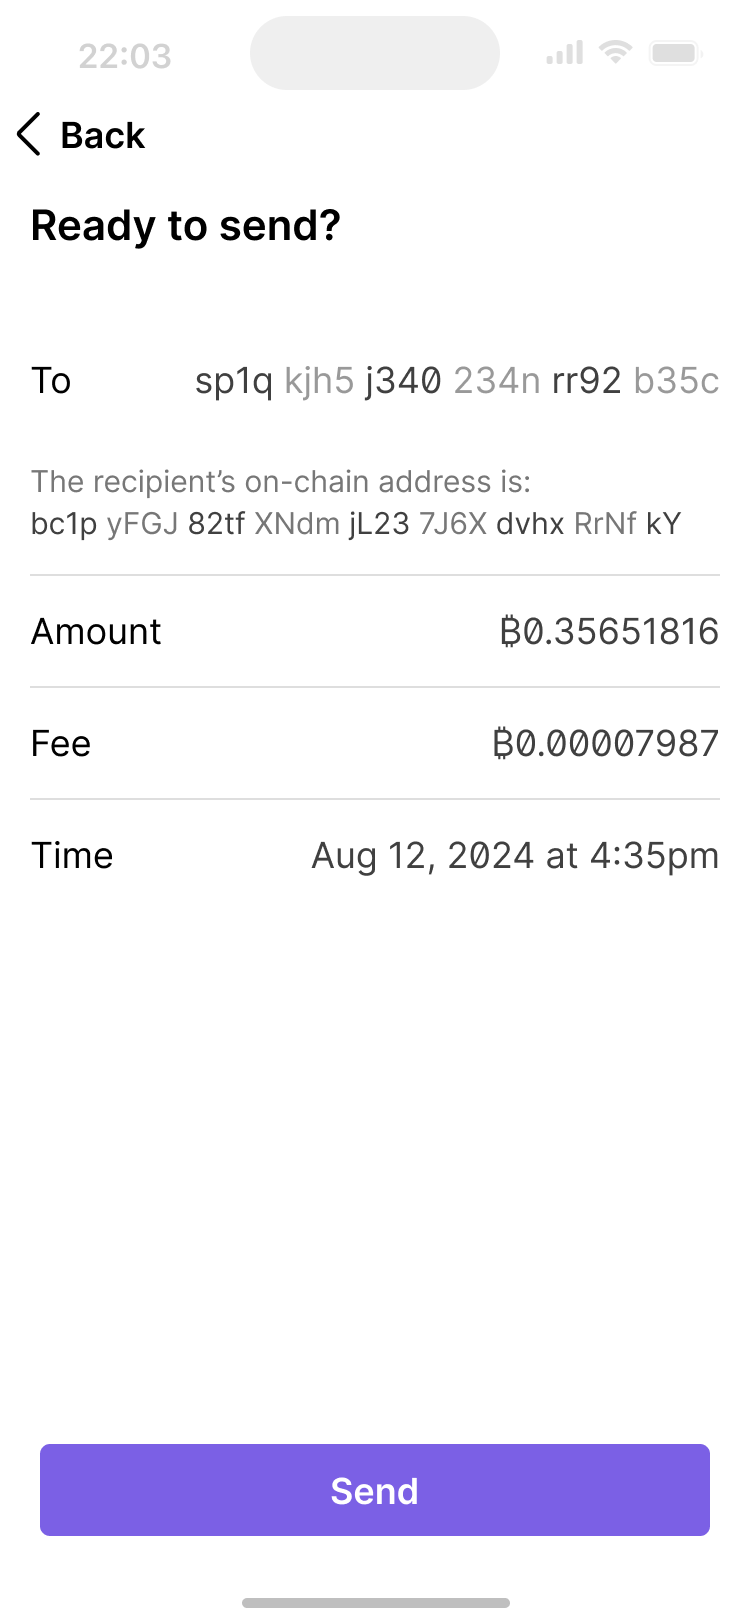 22:03
Back
Ready to send?
To sp1q kjh5 j340 234n rr92 b35c
The recipient’s on-chain address is:
bc1p yFGJ 82tf XNdm jL23 7J6X dvhx RrNf kY
Amount ₿0.35651816
Fee ₿0.00007987
Time Aug 12, 2024 at 4:35pm
Send